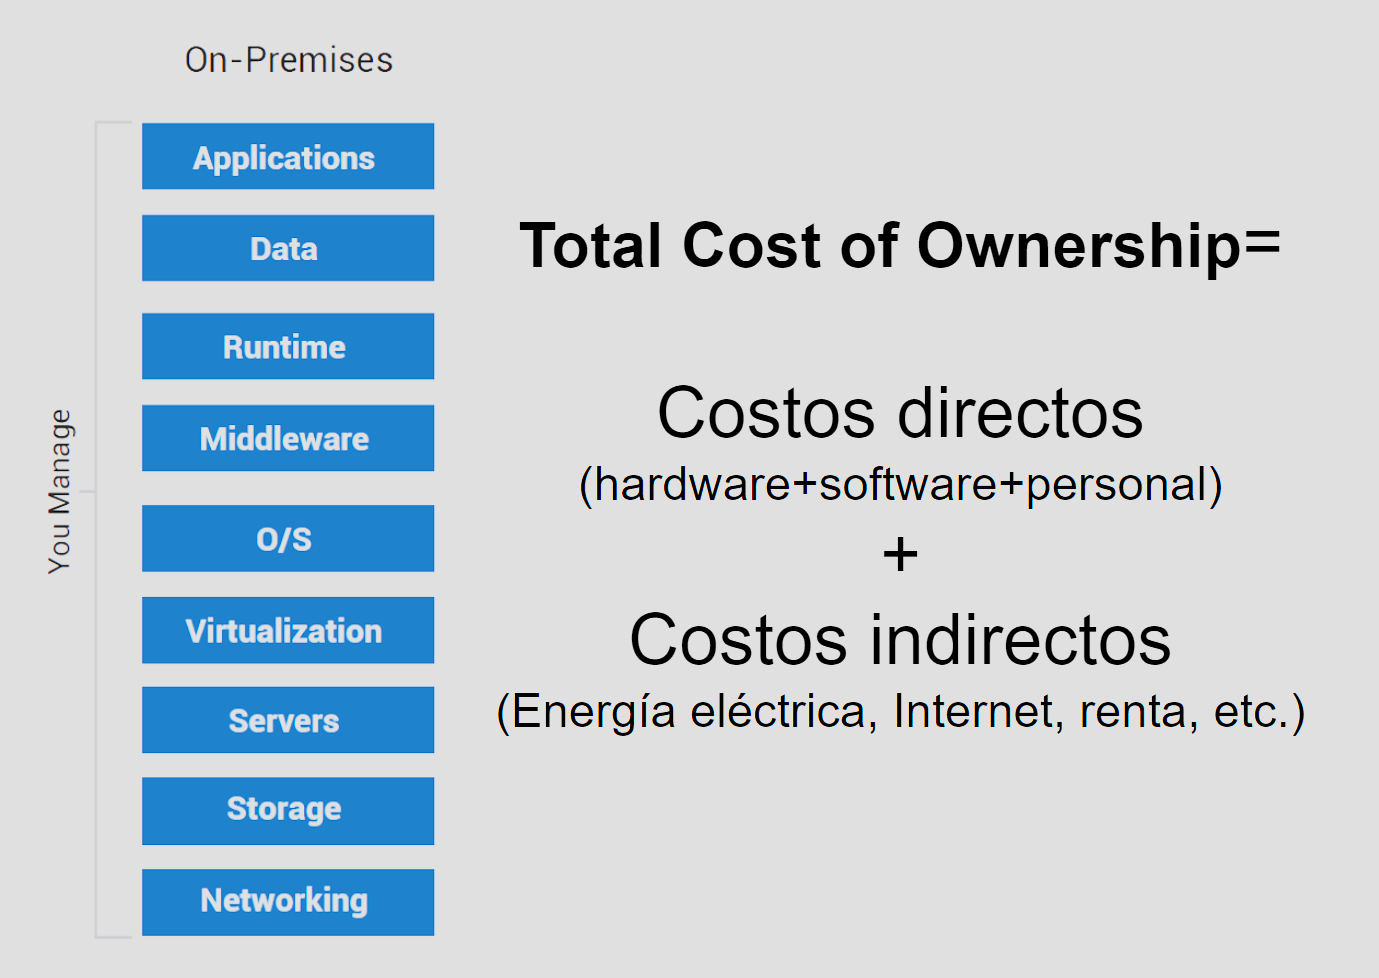 On-Premises
You Manage
Applications
Data
Runtime
Middleware
O/S
Virtualization
Servers
Storage
Networking
Total Cost of Ownership=
Costos directos
(hardware+software+personal)
+
Costos indirectos
(Energía eléctrica, Internet, renta, etc.)